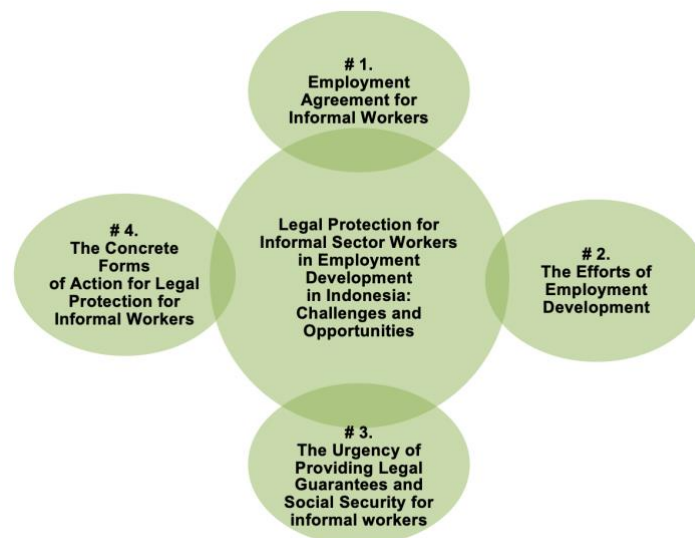 # 1.
Employment
Agreement for
Informal Workers
Legal Protection for
Informal Sector Workers
in Employment
Development
in Indonesia:
Challenges and
Opportunities
# 2.
The Efforts of
Employment
Development
# 3.
The Urgency of
Providing Legal
Guarantees and
Social Security for
informal workers
# 4.
The Concrete
Forms
of Action for Legal
Protection for
Informal Workers